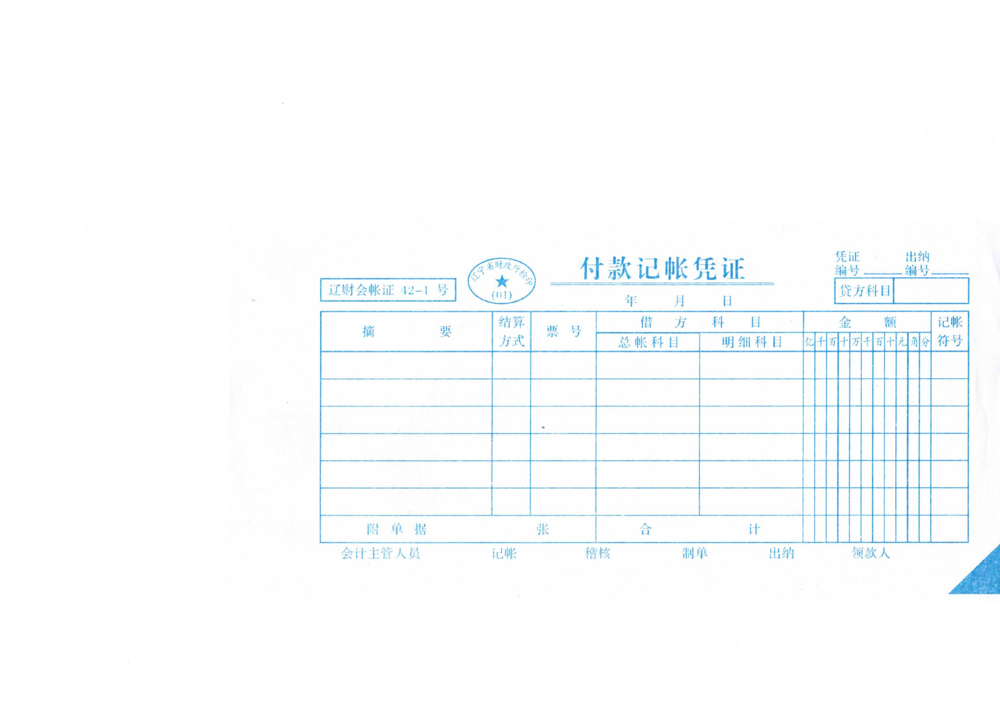 付款记帐凭证
凭证 出纳
编号 编号
辽财会帐证 42-1 号
辽宁省财政厅检印
(01)
年 月 日
贷方科目
摘 要 结算方式 票 号 借 方 科 目 金 额 记帐符号
总帐科目 明细科目 亿 千 百 十 万 千 百 十 元 角 分
附 单 据 张 合 计
会计主管人员 记帐 稽核 制单 出纳 领款人